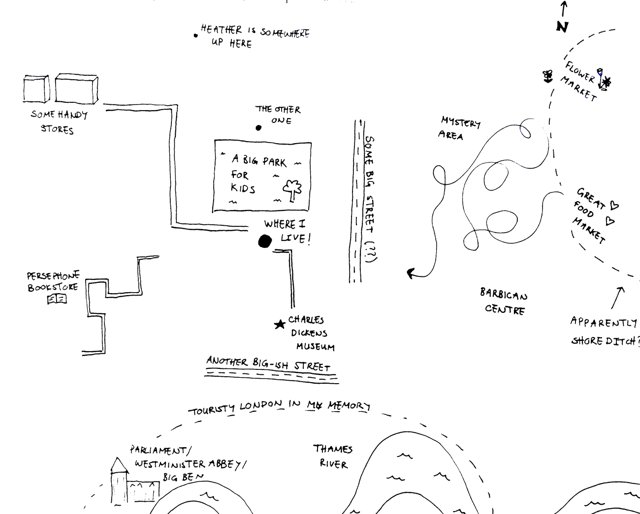 HEATHER IS SOMEWHERE
UP HERE
N
FLOWER
MARKET
SOME HANDY
STORES
THE OTHER
ONE
MYSTERY
AREA
SOME BIG STREET (??)
A BIG PARK
FOR
KIDS
GREAT
FOOD
MARKET
WHERE I
LIVE!
PERSEPHONE
BOOKSTORE
BARBICAN
CENTRE
CHARLES
DICKENS
MUSEUM
APPARENTLY
SHOREDITCH?
ANOTHER BIG-ISH STREET
TOURISTY LONDON IN MY MEMORY
PARLIAMENT/
WESTMINISTER ABBEY/
BIG BEN
THAMES
RIVER